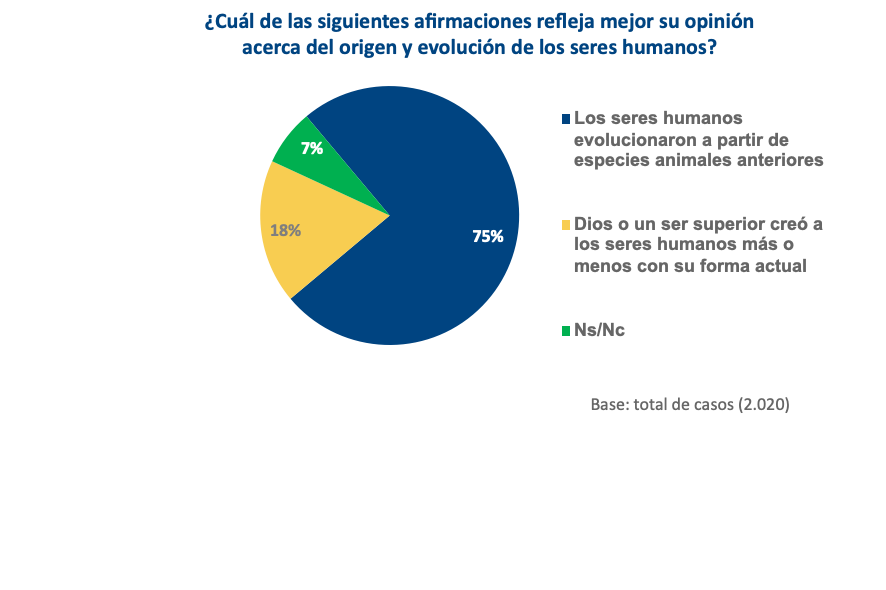 ¿Cuál de las siguientes afirmaciones refleja mejor su opinión
acerca del origen y evolución de los seres humanos?
7%
18%
75%
Los seres humanos
evolucionaron a partir de
especies animales anteriores
Dios o un ser superior creó a
los seres humanos más o
menos con su forma actual
Ns/Nc
Base: total de casos (2.020)